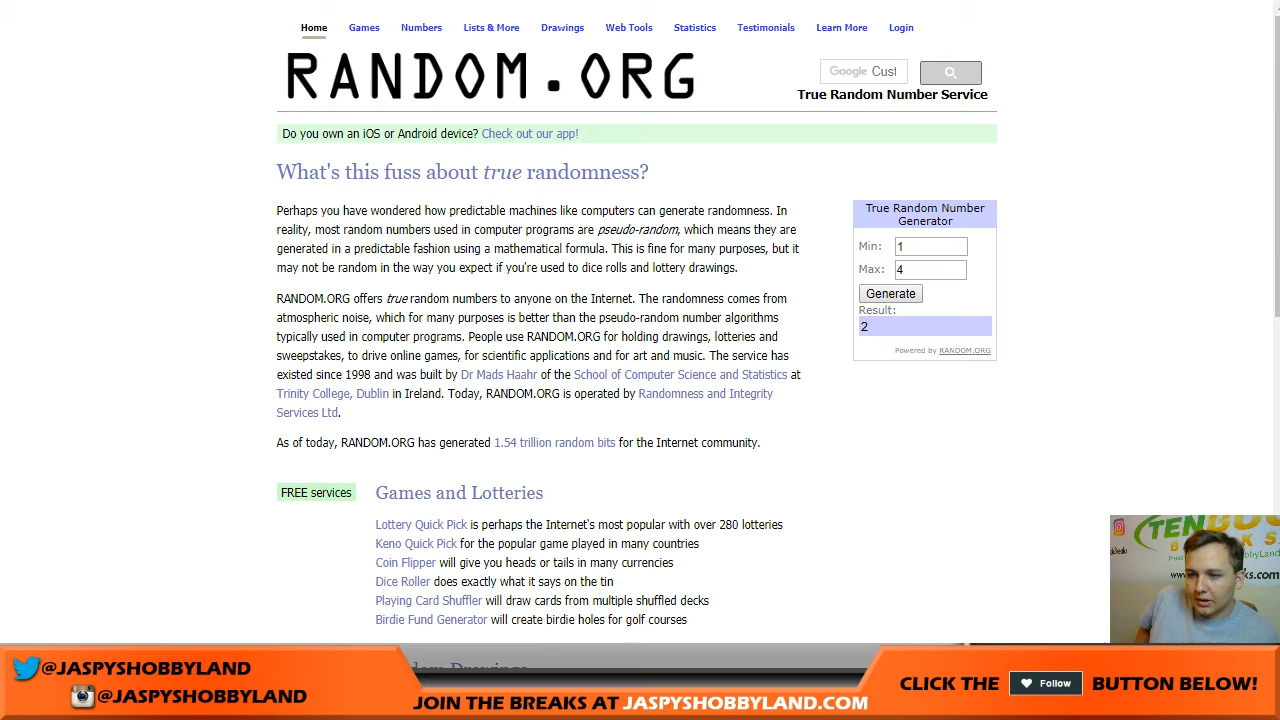 Home Games Numbers Lists & More Drawings Web Tools Statistics Testimonials Learn More Login
RANDOM.ORG
Google Cust
True Random Number Service
Do you own an iOS or Android device? Check out our app!
What's this fuss about true randomness?
Perhaps you have wondered how predictable machines like computers can generate randomness. In
reality, most random numbers used in computer programs are pseudo-random, which means they are
generated in a predictable fashion using a mathematical formula. This is fine for many purposes, but it
may not be random in the way you expect if you're used to dice rolls and lottery drawings.
RANDOM.ORG offers true random numbers to anyone on the Internet. The randomness comes from
atmospheric noise, which for many purposes is better than the pseudo-random number algorithms
typically used in computer programs. People use RANDOM.ORG for holding drawings, lotteries and
sweepstakes, to drive online games, for scientific applications and for art and music. The service has
existed since 1998 and was built by Dr Mads Haahr of the School of Computer Science and Statistics at
Trinity College, Dublin in Ireland. Today, RANDOM.ORG is operated by Randomness and Integrity
Services Ltd.
As of today, RANDOM.ORG has generated 1.54 trillion random bits for the Internet community.
True Random Number
Generator
Min: 1
Max: 4
Generate
Result:
2
Powered by RANDOM.ORG
FREE services
Games and Lotteries
Lottery Quick Pick is perhaps the Internet's most popular with over 280 lotteries
Keno Quick Pick for the popular game played in many countries
Coin Flipper will give you heads or tails in many currencies
Dice Roller does exactly what it says on the tin
Playing Card Shuffler will draw cards from multiple shuffled decks
Birdie Fund Generator will create birdie holes for golf courses
@JASPYSHOBBYLAND
@JASPYSHOBBYLAND
JOIN THE BREAKS AT JASPYSHOBBYLAND.COM
CLICK THE Follow BUTTON BELOW!